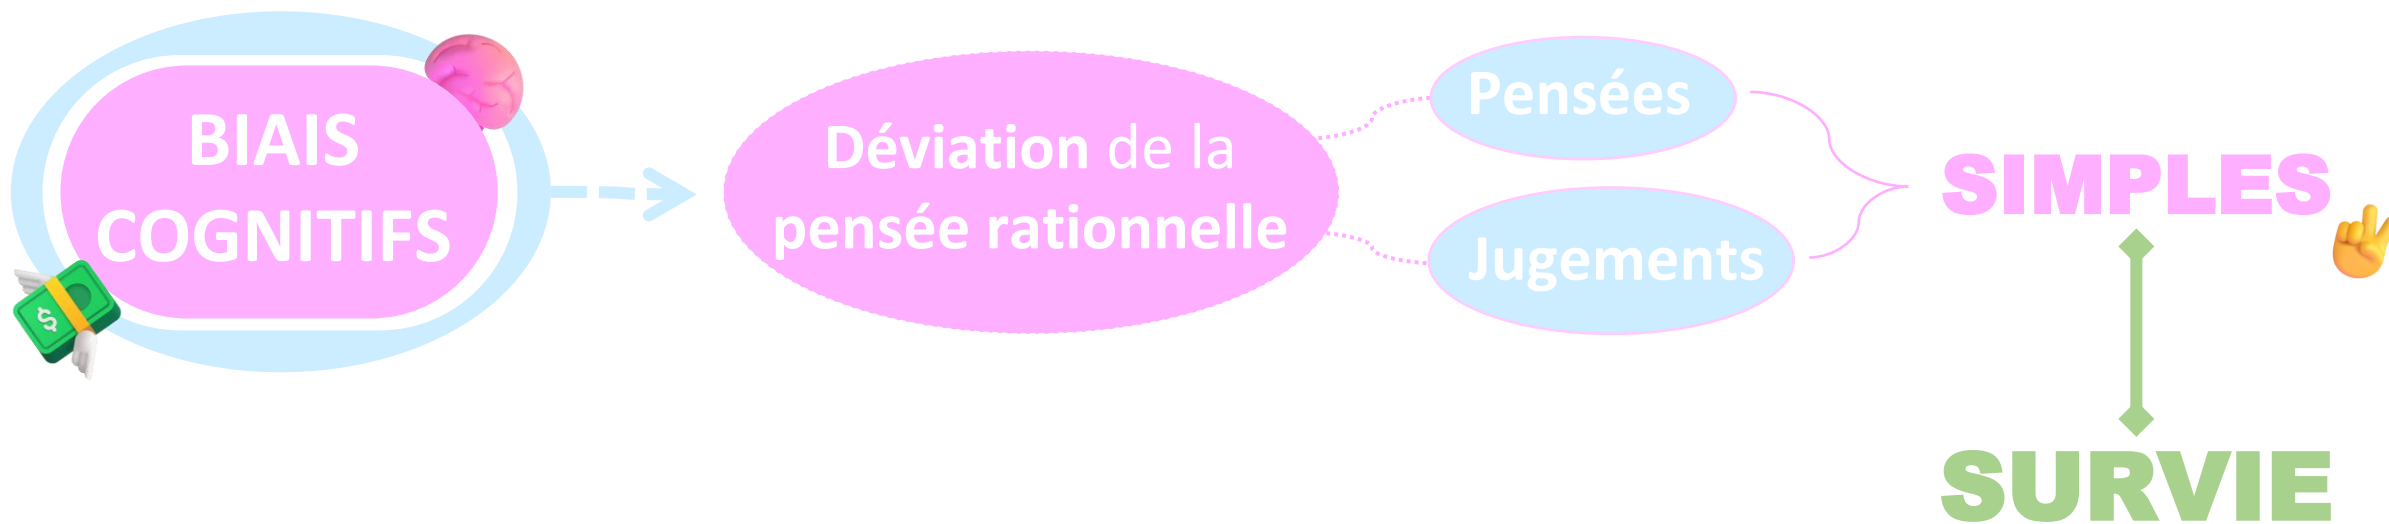 BIAIS
COGNITIFS
Déviation de la
pensée rationnelle
Pensées
Jugements
SIMPLES
SURVIE